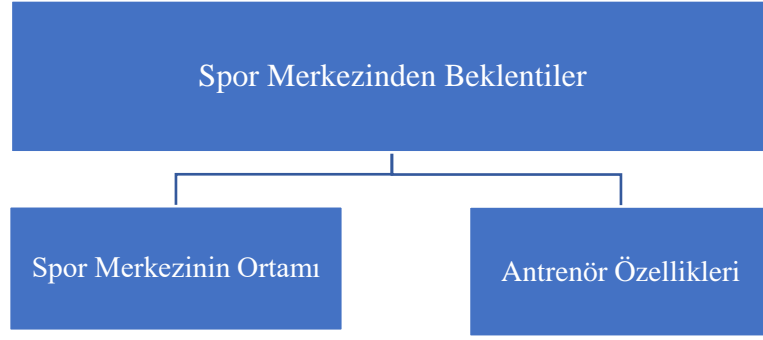 Spor Merkezinden Beklentiler
Spor Merkezinin Ortamı
Antrenör Özellikleri